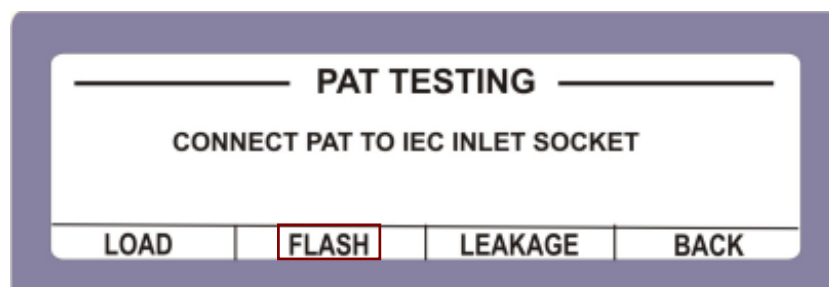 PAT TESTING
CONNECT PAT TO IEC INLET SOCKET
LOAD FLASH LEAKAGE BACK